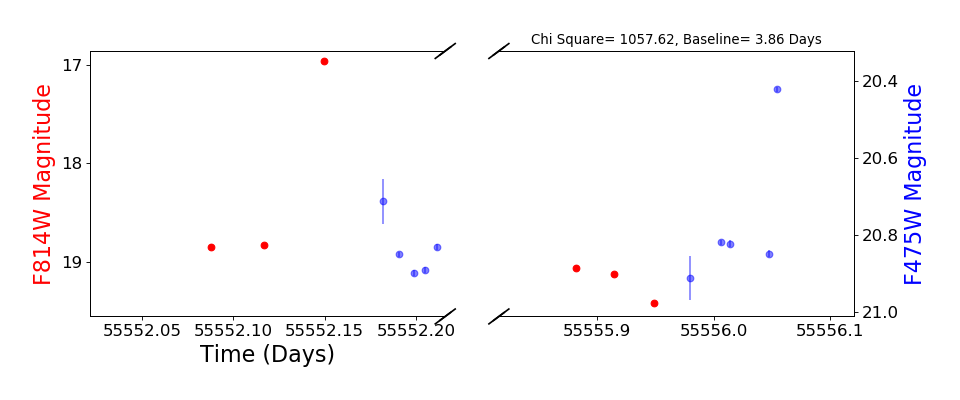 Chi Square= 1057.62, Baseline= 3.86 Days
F814W Magnitude
17
18
19
20.4
20.6
20.8
21.0
F475W Magnitude
55552.05 55552.10 55552.15 55552.20
55555.9 55556.0 55556.1
Time (Days)